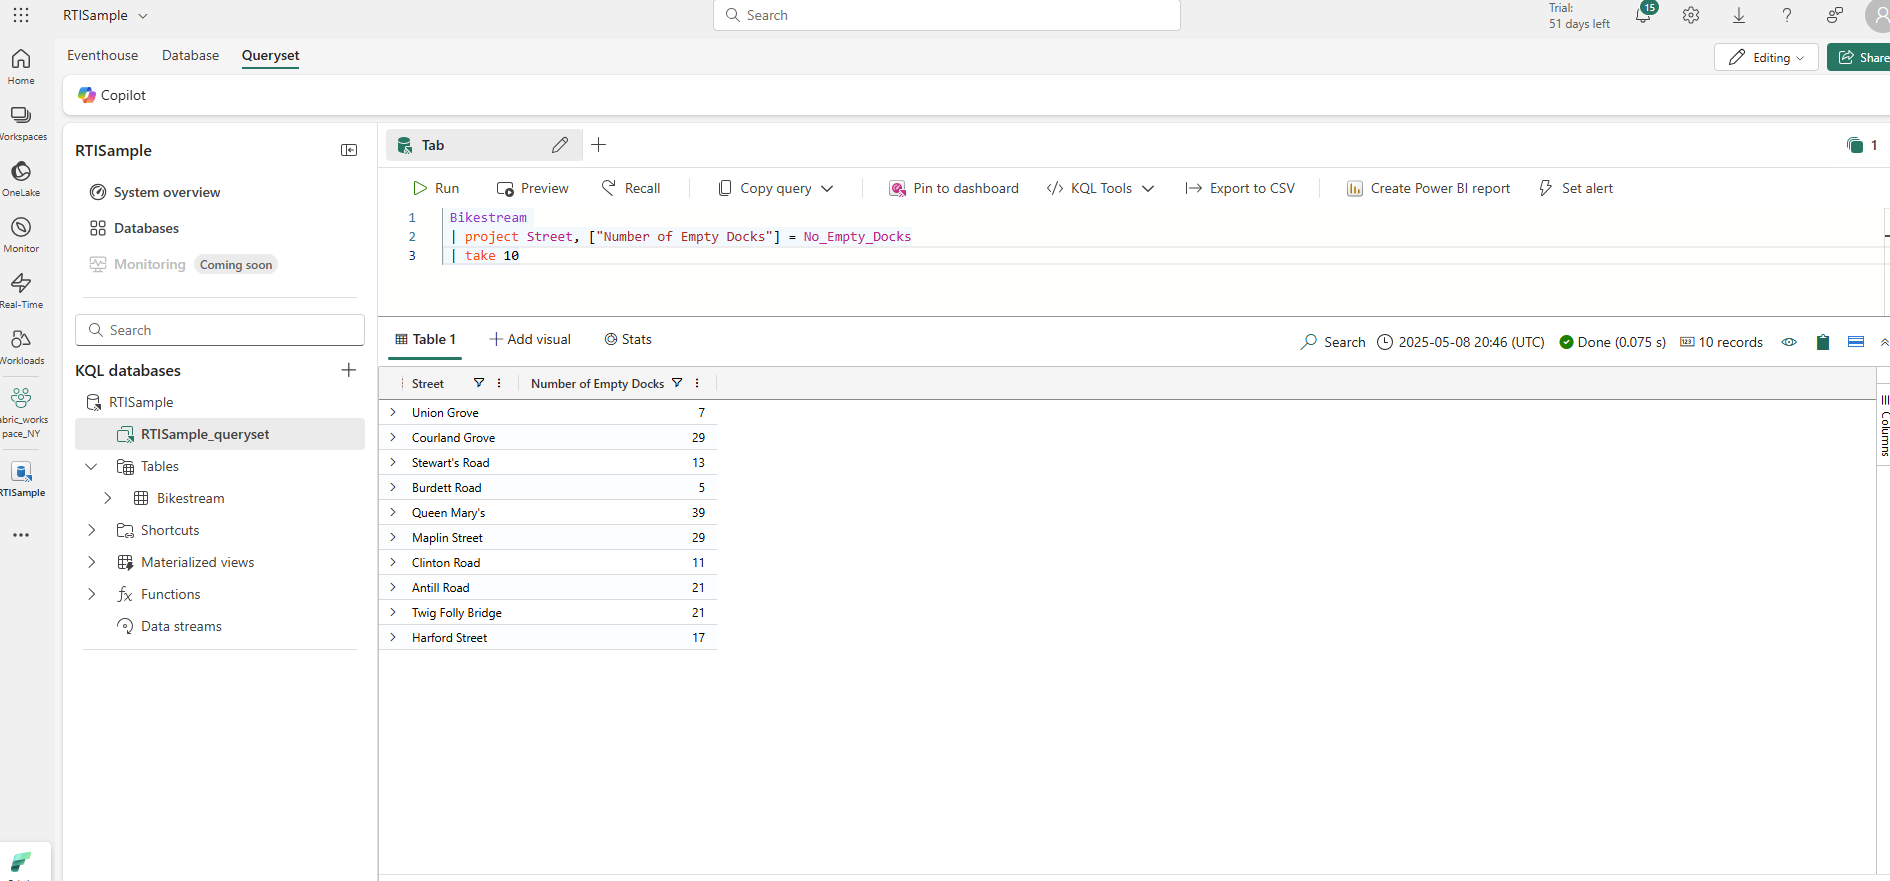 RTISample
Search
Trial:
51 days left
15
Home
Workspaces
OneLake
Monitor
Real-Time
Workloads
abric_works
pace_NY
RTISample
Eventhouse Database Queryset
Editing
Share
Copilot
RTISample
System overview
Databases
Monitoring Coming soon
Search
KQL databases
RTISample
RTISample_queryset
Tables
Bikestream
Shortcuts
Materialized views
Functions
Data streams
Tab
1
Run Preview Recall Copy query Pin to dashboard KQL Tools Export to CSV Create Power BI report Set alert
1 Bikestream
2 | project Street, ["Number of Empty Docks"] = No_Empty_Docks
3 | take 10
Table 1 Add visual Stats
Search 2025-05-08 20:46 (UTC) Done (0.075 s) 10 records
Street Number of Empty Docks
Union Grove 7
Courland Grove 29
Stewart's Road 13
Burdett Road 5
Queen Mary's 39
Maplin Street 29
Clinton Road 11
Antill Road 21
Twig Folly Bridge 21
Harford Street 17
Columns